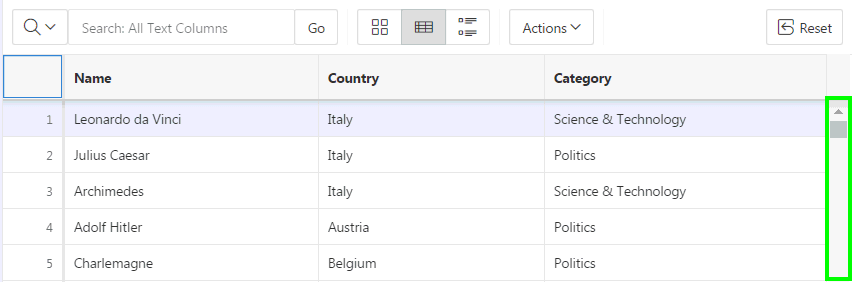 Search: All Text Columns Go Actions Reset
Name Country Category
1 Leonardo da Vinci Italy Science & Technology
2 Julius Caesar Italy Politics
3 Archimedes Italy Science & Technology
4 Adolf Hitler Austria Politics
5 Charlemagne Belgium Politics